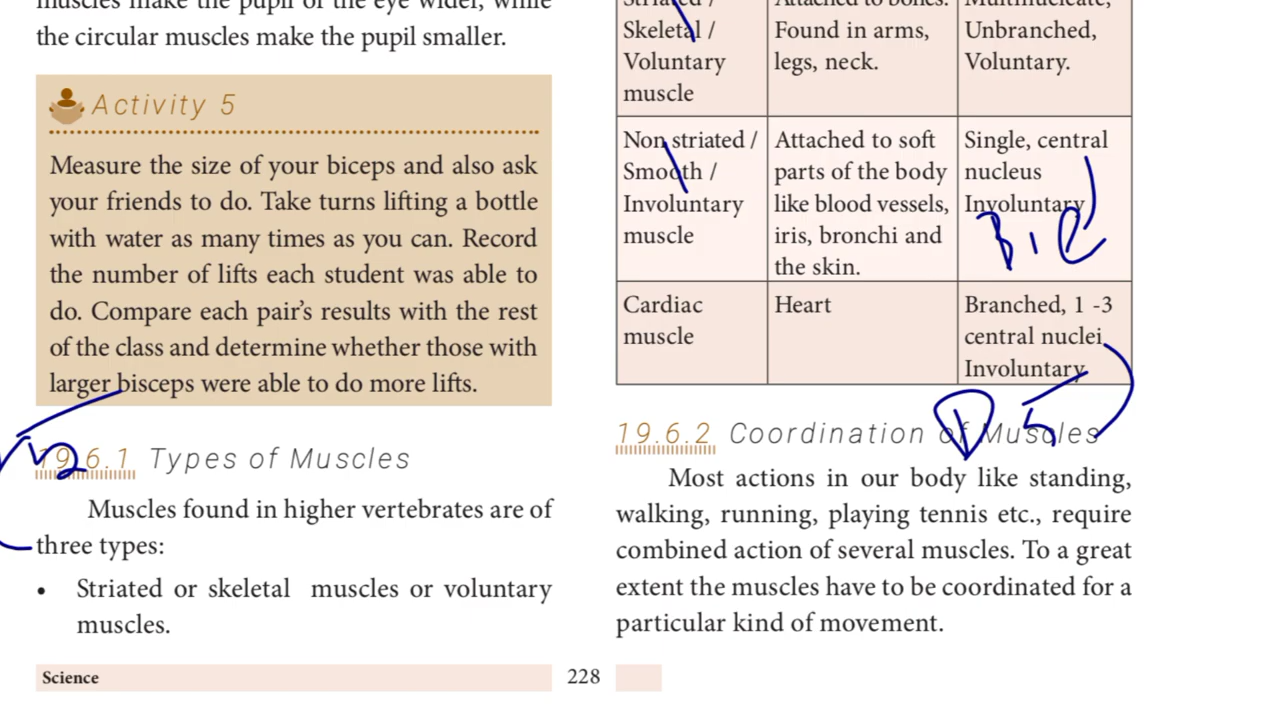 muscles make the pupil of the eye wider, while
the circular muscles make the pupil smaller.
Activity 5
Measure the size of your biceps and also ask
your friends to do. Take turns lifting a bottle
with water as many times as you can. Record
the number of lifts each student was able to
do. Compare each pair's results with the rest
of the class and determine whether those with
larger bisceps were able to do more lifts.
19.6.1 Types of Muscles
Muscles found in higher vertebrates are of
three types:
• Striated or skeletal muscles or voluntary
muscles.
Striated /
Skeletal /
Voluntary
muscle
Attached to bones.
Found in arms,
legs, neck.
Multinucleate,
Unbranched,
Voluntary.
Non striated /
Smooth /
Involuntary
muscle
Attached to soft
parts of the body
like blood vessels,
iris, bronchi and
the skin.
Single, central
nucleus
Involuntary
Cardiac
muscle
Heart
Branched, 1 -3
central nuclei
Involuntary
19.6.2 Coordination of Muscles
Most actions in our body like standing,
walking, running, playing tennis etc., require
combined action of several muscles. To a great
extent the muscles have to be coordinated for a
particular kind of movement.
Science
228